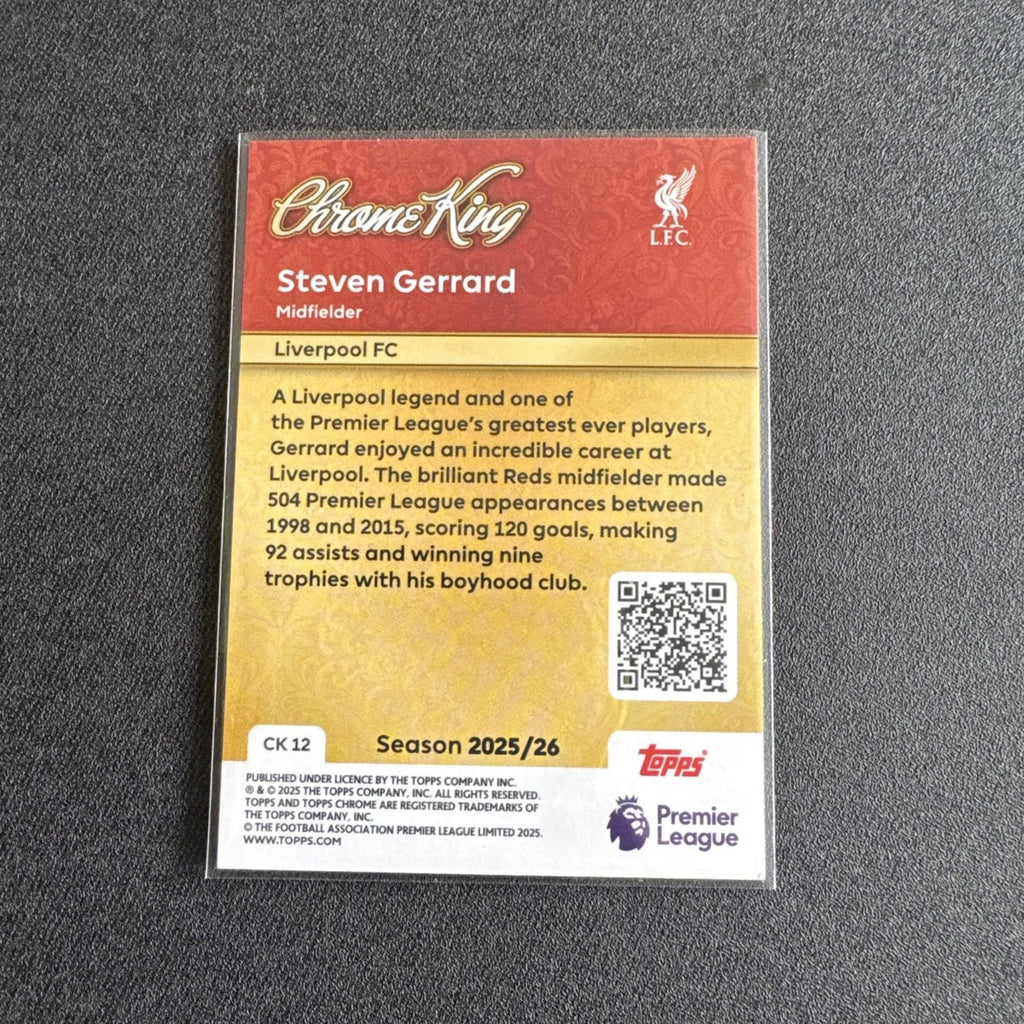 Chrome King
L.F.C.
Steven Gerrard
Midfielder
Liverpool FC
A Liverpool legend and one of
the Premier League's greatest ever players,
Gerrard enjoyed an incredible career at
Liverpool. The brilliant Reds midfielder made
504 Premier League appearances between
1998 and 2015, scoring 120 goals, making
92 assists and winning nine
trophies with his boyhood club.
CK 12
Season 2025/26
Topps®
PUBLISHED UNDER LICENCE BY THE TOPPS COMPANY INC.
® & © 2025 THE TOPPS COMPANY, INC. ALL RIGHTS RESERVED.
TOPPS AND TOPPS CHROME ARE REGISTERED TRADEMARKS OF
THE TOPPS COMPANY, INC.
© THE FOOTBALL ASSOCIATION PREMIER LEAGUE LIMITED 2025.
WWW.TOPPS.COM
Premier
League